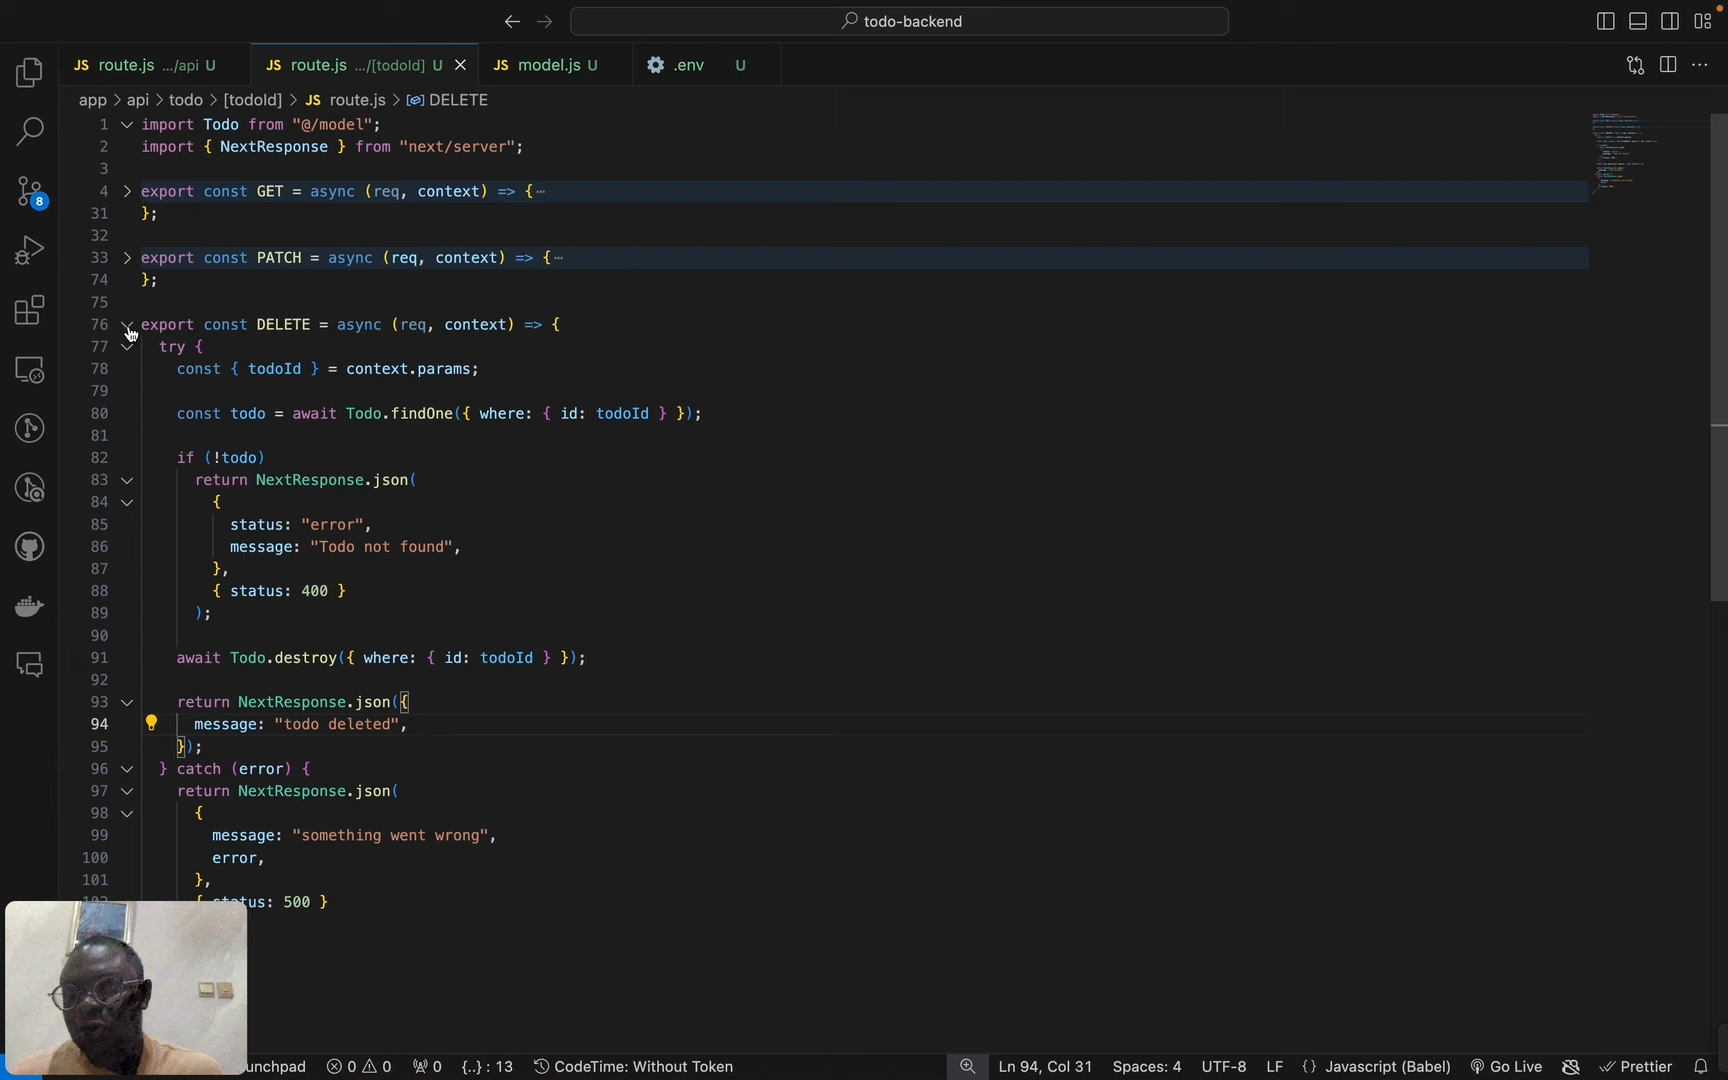 todo-backend
JS route.js .../api U
JS route.js .../[todoId] U
JS model.js U
.env U
app > api > todo > [todoId] > JS route.js > DELETE
1 import Todo from "@/model";
2 import { NextResponse } from "next/server";
3
4 export const GET = async (req, context) => {⋯
31 };
32
33 export const PATCH = async (req, context) => {⋯
74 };
75
76 export const DELETE = async (req, context) => {
77 try {
78 const { todoId } = context.params;
79
80 const todo = await Todo.findOne({ where: { id: todoId } });
81
82 if (!todo)
83 return NextResponse.json(
84 {
85 status: "error",
86 message: "Todo not found",
87 },
88 { status: 400 }
89 );
90
91 await Todo.destroy({ where: { id: todoId } });
92
93 return NextResponse.json({
94 message: "todo deleted",
95 });
96 } catch (error) {
97 return NextResponse.json(
98 {
99 message: "something went wrong",
100 error,
101 },
{ status: 500 }
8
0 0 0 {..} : 13 CodeTime: Without Token Ln 94, Col 31 Spaces: 4 UTF-8 LF {} Javascript (Babel) Go Live Prettier